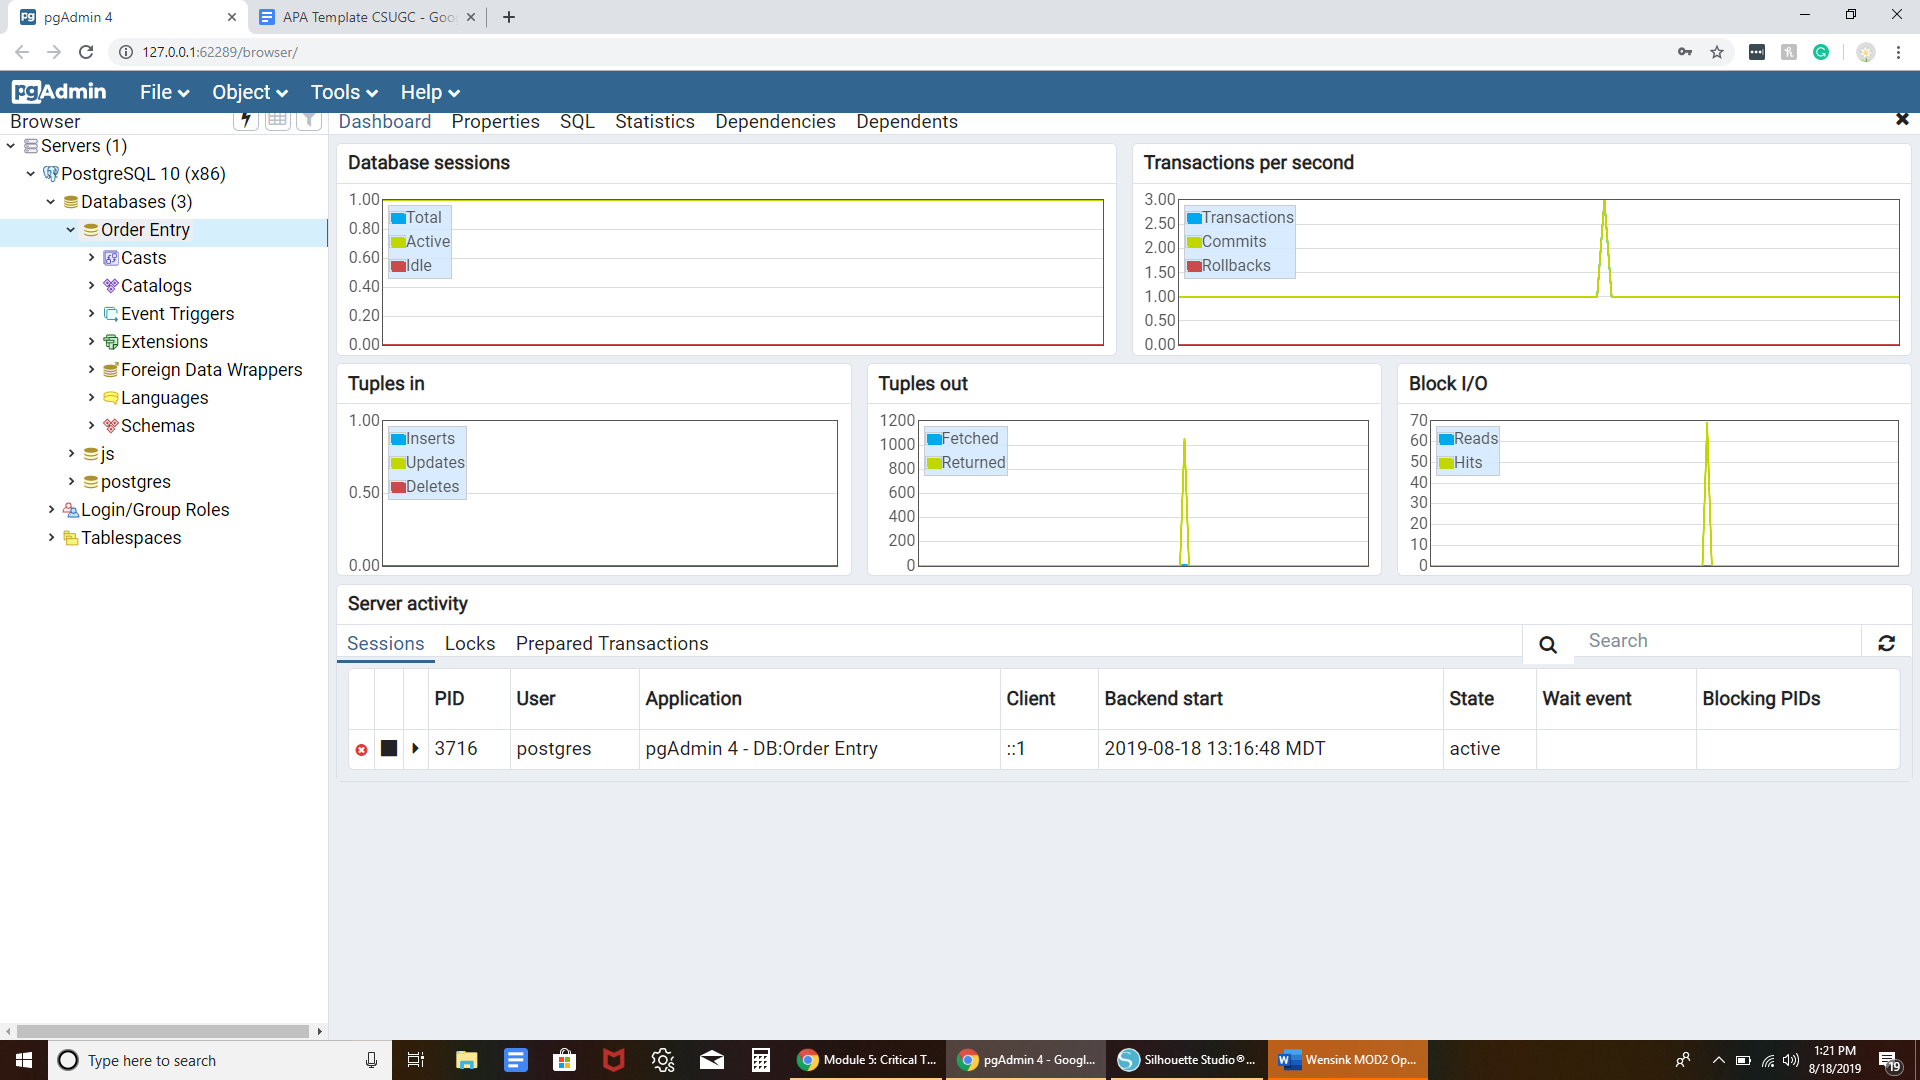 pgAdmin 4
APA Template CSUGC - Goo
127.0.0.1:62289/browser/
pgAdmin File Object Tools Help
Browser
Dashboard Properties SQL Statistics Dependencies Dependents
Servers (1)
PostgreSQL 10 (x86)
Databases (3)
Order Entry
Casts
Catalogs
Event Triggers
Extensions
Foreign Data Wrappers
Languages
Schemas
js
postgres
Login/Group Roles
Tablespaces
Database sessions
1.00
0.80
0.60
0.40
0.20
0.00
Total
Active
Idle
Transactions per second
3.00
2.50
2.00
1.50
1.00
0.50
0.00
Transactions
Commits
Rollbacks
Tuples in
1.00
0.50
0.00
Inserts
Updates
Deletes
Tuples out
1200
1000
800
600
400
200
0
Fetched
Returned
Block I/O
70
60
50
40
30
20
10
0
Reads
Hits
Server activity
Sessions Locks Prepared Transactions
Search
PID User Application Client Backend start State Wait event Blocking PIDs
3716 postgres pgAdmin 4 - DB:Order Entry ::1 2019-08-18 13:16:48 MDT active
Type here to search
Module 5: Critical T...
pgAdmin 4 - Googl...
Silhouette Studio®...
Wensink MOD2 Op...
1:21 PM
8/18/2019
19